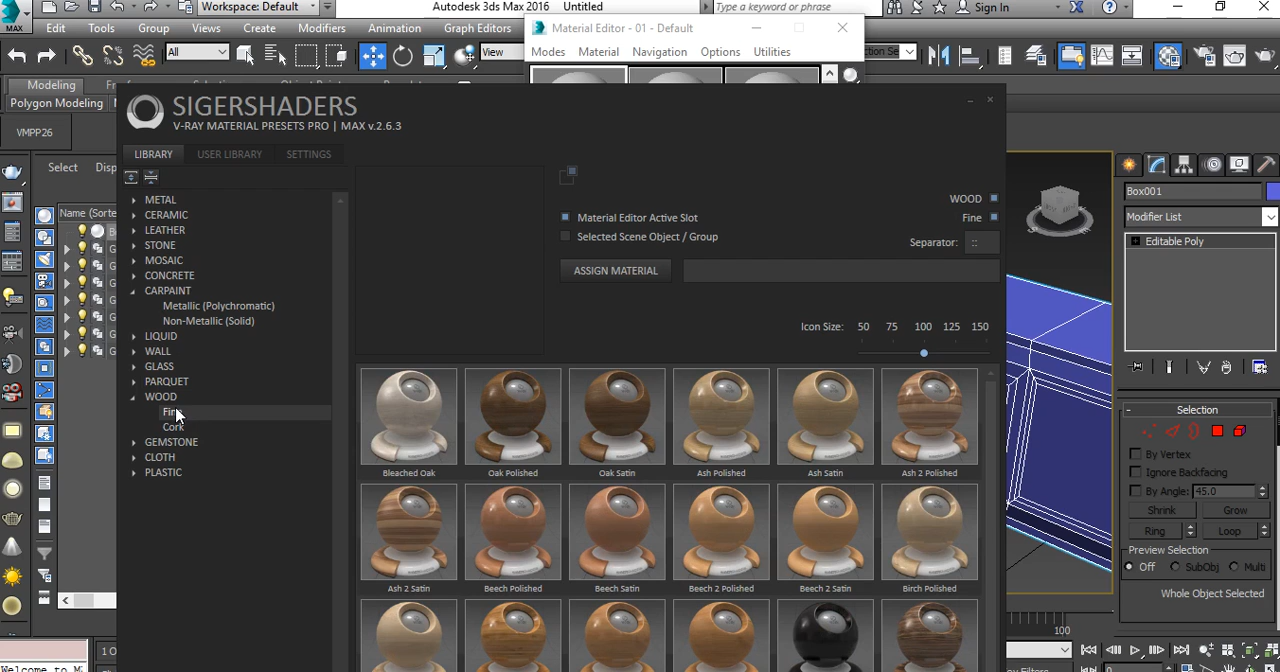 Workspace: Default
Autodesk 3ds Max 2016
Untitled
Type a keyword or phrase
Sign In
MAX
Edit
Tools
Group
Views
Create
Modifiers
Animation
Graph Editors
Material Editor - 01 - Default
Modes
Material
Navigation
Options
Utilities
All
View
Modeling
Polygon Modeling
VMPP26
Select
Name (Sorte
SIGERSHADERS
V-RAY MATERIAL PRESETS PRO | MAX v.2.6.3
LIBRARY
USER LIBRARY
SETTINGS
METAL
CERAMIC
LEATHER
STONE
MOSAIC
CONCRETE
CARPAINT
Metallic (Polychromatic)
Non-Metallic (Solid)
LIQUID
WALL
GLASS
PARQUET
WOOD
Cork
GEMSTONE
CLOTH
PLASTIC
WOOD
Material Editor Active Slot
Fine
Selected Scene Object / Group
Separator: ::
ASSIGN MATERIAL
Icon Size: 50 75 100 125 150
Bleached Oak
Oak Polished
Oak Satin
Ash Polished
Ash Satin
Ash 2 Polished
Ash 2 Satin
Beech Polished
Beech Satin
Beech 2 Polished
Beech 2 Satin
Birch Polished
Box001
Modifier List
Editable Poly
Selection
By Vertex
Ignore Backfacing
By Angle: 45.0
Shrink
Grow
Ring
Loop
Preview Selection
Off
SubObj
Multi
Whole Object Selected
100
Welcome to M